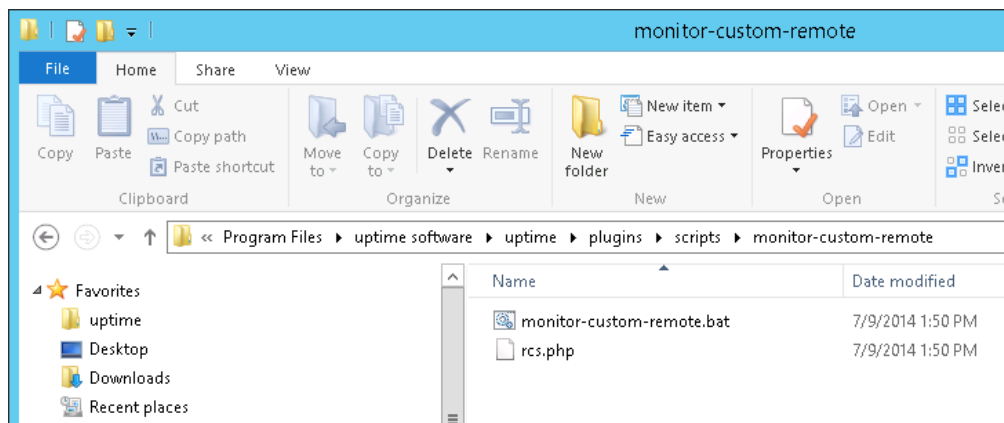 monitor-custom-remote
File Home Share View
Copy
Paste
Cut
Copy path
Paste shortcut
Clipboard
Move to
Copy to
Delete
Rename
Organize
New folder
New item
Easy access
New
Properties
Open
Edit
Open
Selec
Selec
Inver
Program Files uptime software uptime plugins scripts monitor-custom-remote
Favorites
uptime
Desktop
Downloads
Recent places
Name Date modified
monitor-custom-remote.bat 7/9/2014 1:50 PM
rcs.php 7/9/2014 1:50 PM